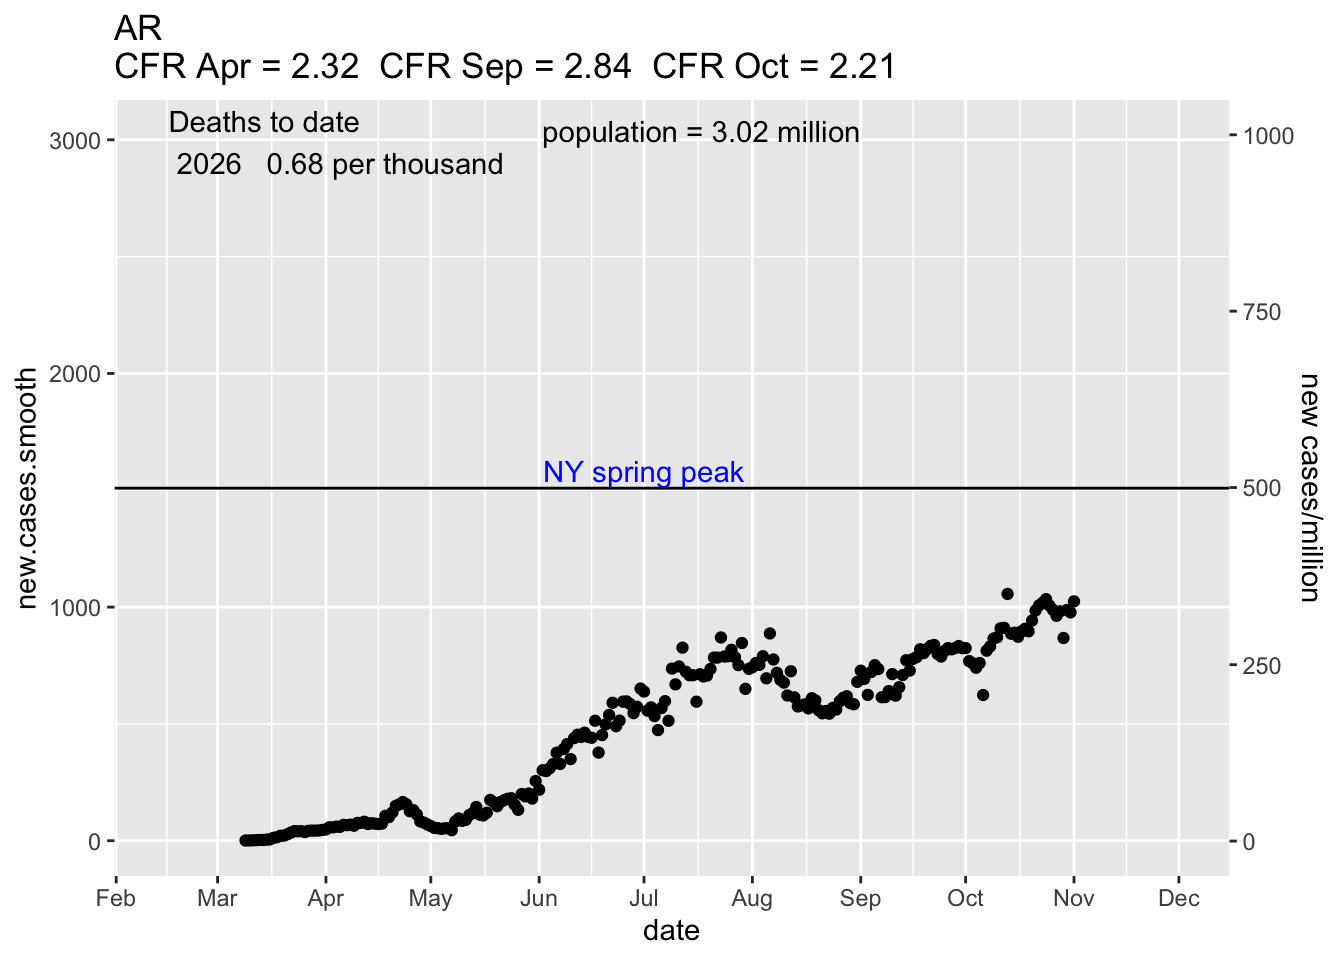 AR
CFR Apr = 2.32  CFR Sep = 2.84  CFR Oct = 2.21
Deaths to date
2026   0.68 per thousand
population = 3.02 million
NY spring peak
new.cases.smooth
3000
2000
1000
0
1000
750
500
250
0
new cases/million
Feb Mar Apr May Jun Jul Aug Sep Oct Nov Dec
date